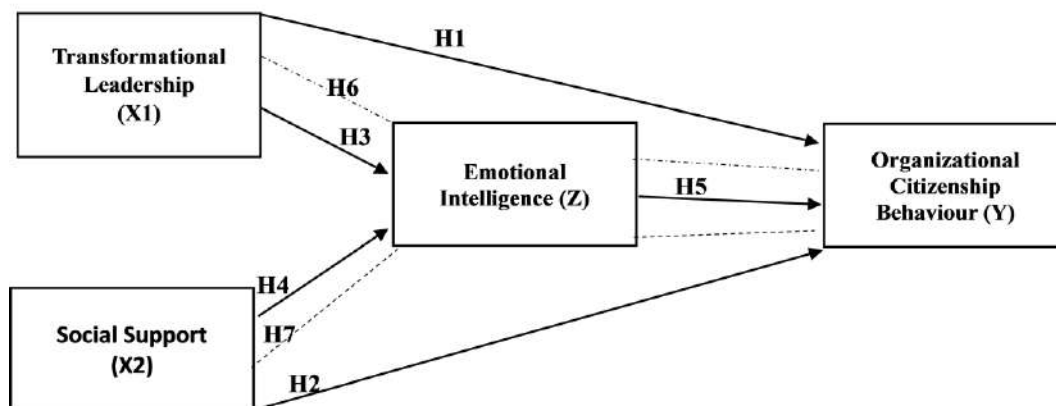 Transformational
Leadership
(X1)
H1
H6
H3
Emotional
Intelligence (Z)
H5
Organizational
Citizenship
Behaviour (Y)
H4
H7
Social Support
(X2)
H2